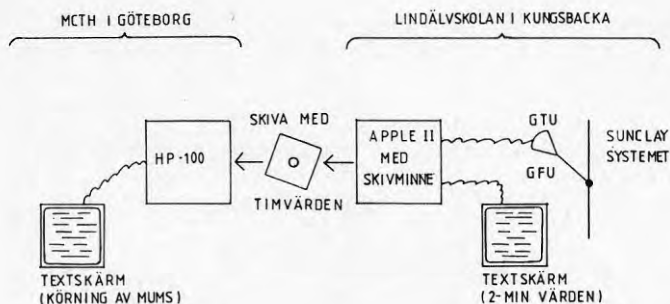 MCTH I GÖTEBORG
LINDÄLVSKOLAN I KUNGSBACKA
SKIVA MED
TIMVÄRDEN
HP-100
APPLE II
MED
SKIVMINNE
GTU
GFU
SUNCLAY
SYSTEMET
TEXTSKÄRM
(KÖRNING AV MUMS)
TEXTSKÄRM
(2-MIN VÄRDEN)